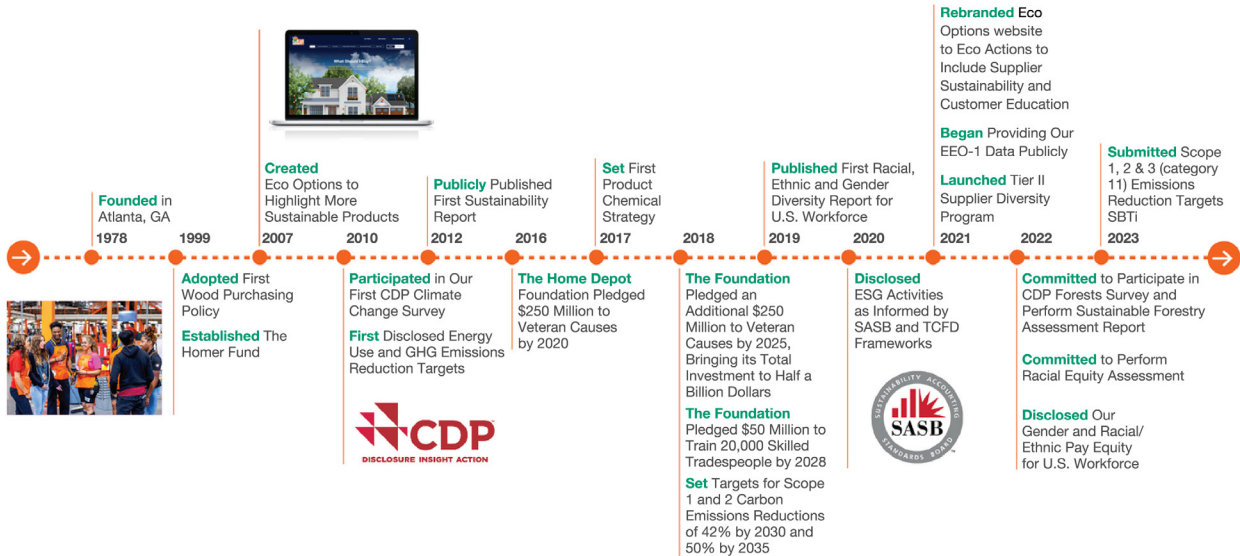 Founded in
Atlanta, GA
1978
Adopted First
Wood Purchasing
Policy
Established The
Homer Fund
1999
Created
Eco Options to
Highlight More
Sustainable Products
2007
2010
Participated in Our
First CDP Climate
Change Survey
First Disclosed Energy
Use and GHG Emissions
Reduction Targets
CDP
DISCLOSURE INSIGHT ACTION
Publicly Published
First Sustainability
Report
2012
2016
The Home Depot
Foundation Pledged
$250 Million to
Veteran Causes
by 2020
Set First
Product
Chemical
Strategy
2017
2018
The Foundation
Pledged an
Additional $250
Million to Veteran
Causes by 2025,
Bringing its Total
Investment to Half a
Billion Dollars
The Foundation
Pledged $50 Million to
Train 20,000 Skilled
Tradespeople by 2028
Set Targets for Scope
1 and 2 Carbon
Emissions Reductions
of 42% by 2030 and
50% by 2035
Published First Racial,
Ethnic and Gender
Diversity Report for
U.S. Workforce
2019
2020
Disclosed
ESG Activities
as Informed by
SASB and TCFD
Frameworks
SUSTAINABILITY ACCOUNTING
SASB
STANDARDS BOARD
Rebranded Eco
Options website
to Eco Actions to
Include Supplier
Sustainability and
Customer Education
Began Providing Our
EEO-1 Data Publicly
Launched Tier II
Supplier Diversity
Program
2021
2022
Committed to Participate in
CDP Forests Survey and
Perform Sustainable Forestry
Assessment Report
Committed to Perform
Racial Equity Assessment
Disclosed Our
Gender and Racial/
Ethnic Pay Equity
for U.S. Workforce
Submitted Scope
1, 2 & 3 (category
11) Emissions
Reduction Targets
SBTi
2023